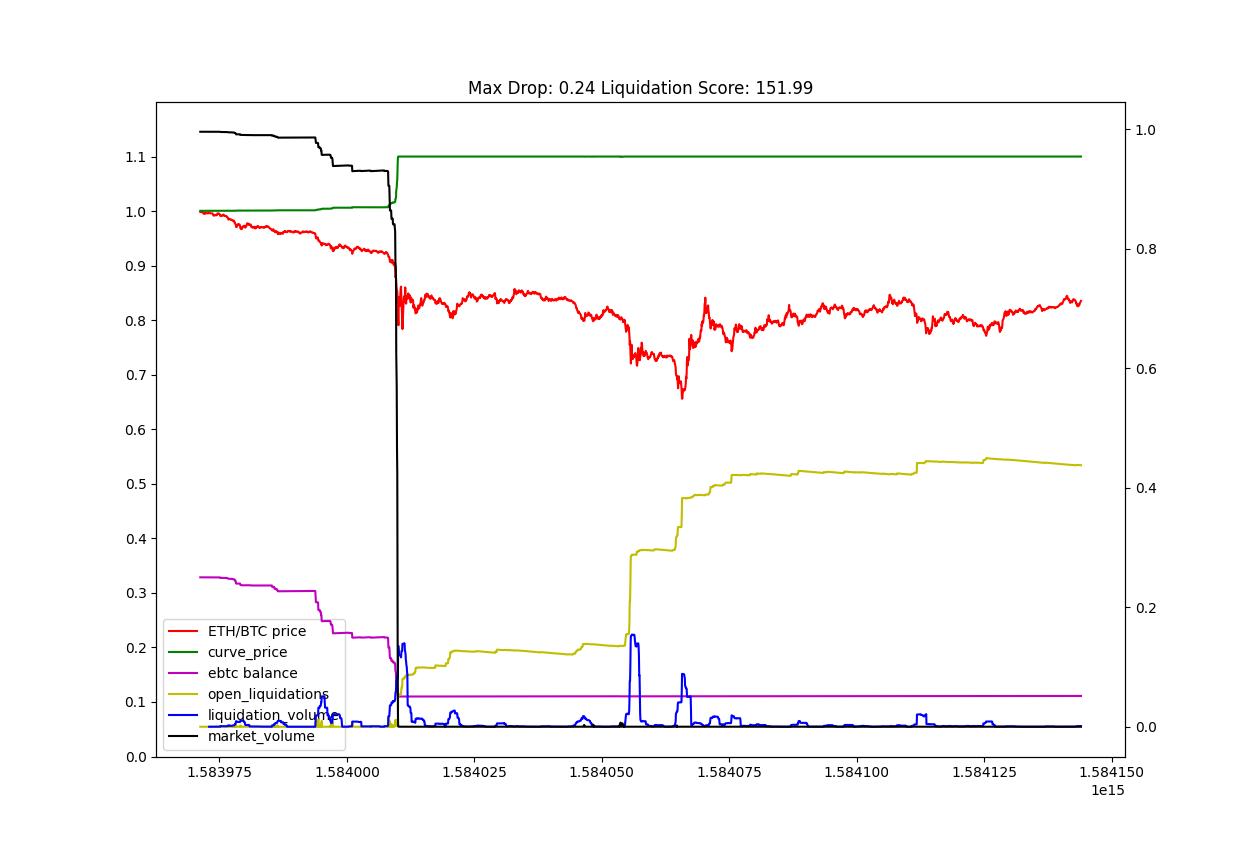 Max Drop: 0.24 Liquidation Score: 151.99
1.1
1.0
0.9
0.8
0.7
0.6
0.5
0.4
0.3
0.2
0.1
0.0
1.0
0.8
0.6
0.4
0.2
0.0
ETH/BTC price
curve_price
ebtc balance
open_liquidations
liquidation_volume
market_volume
1.583975 1.584000 1.584025 1.584050 1.584075 1.584100 1.584125 1.584150
1e15